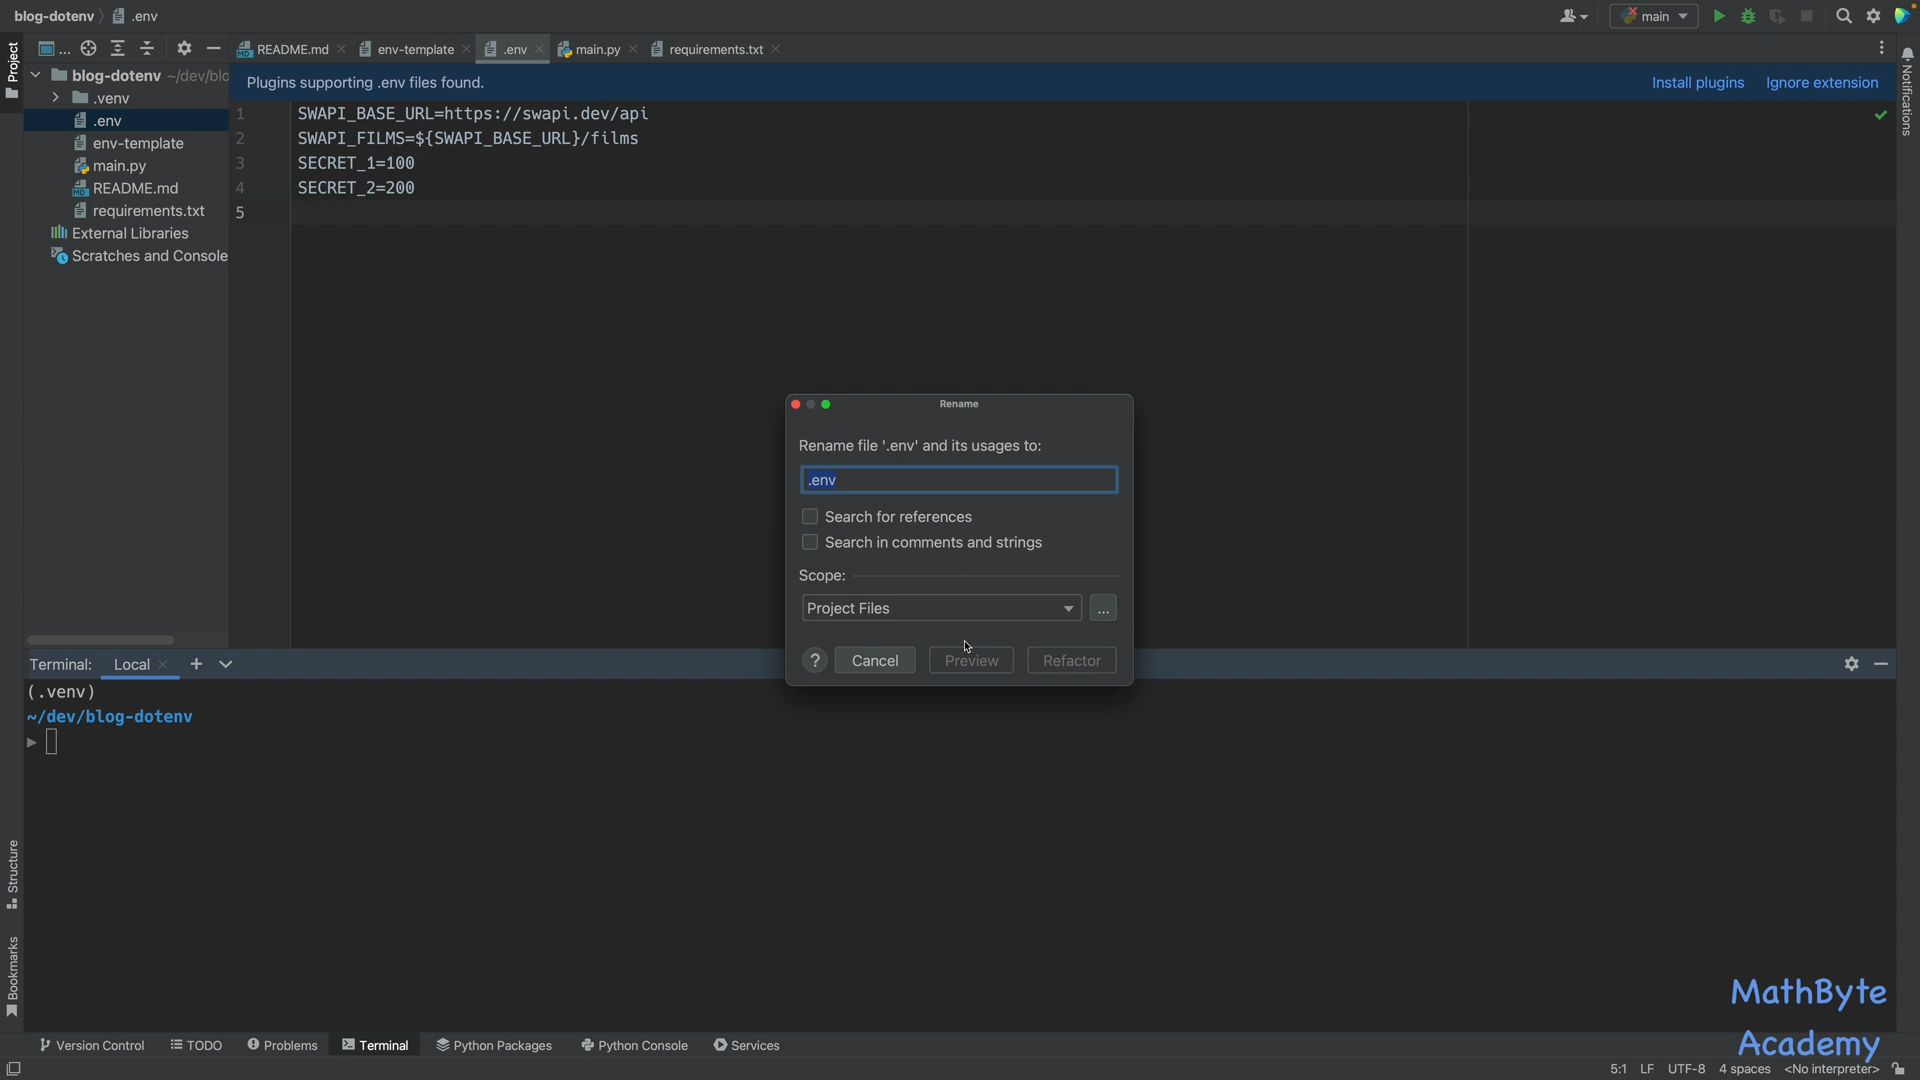 blog-dotenv
.env
main
Project
...
README.md
env-template
.env
main.py
requirements.txt
Notifications
blog-dotenv ~/dev/blo
Plugins supporting .env files found.
Install plugins
Ignore extension
.venv
.env
env-template
main.py
README.md
requirements.txt
External Libraries
Scratches and Console
1 SWAPI_BASE_URL=https://swapi.dev/api
2 SWAPI_FILMS=${SWAPI_BASE_URL}/films
3 SECRET_1=100
4 SECRET_2=200
5
Rename
Rename file '.env' and its usages to:
.env
Search for references
Search in comments and strings
Scope:
Project Files
...
?
Cancel
Preview
Refactor
Terminal:
Local
(.venv)
~/dev/blog-dotenv
Structure
Bookmarks
MathByte
Academy
Version Control
TODO
Problems
Terminal
Python Packages
Python Console
Services
5:1
LF
UTF-8
4 spaces
<No interpreter>